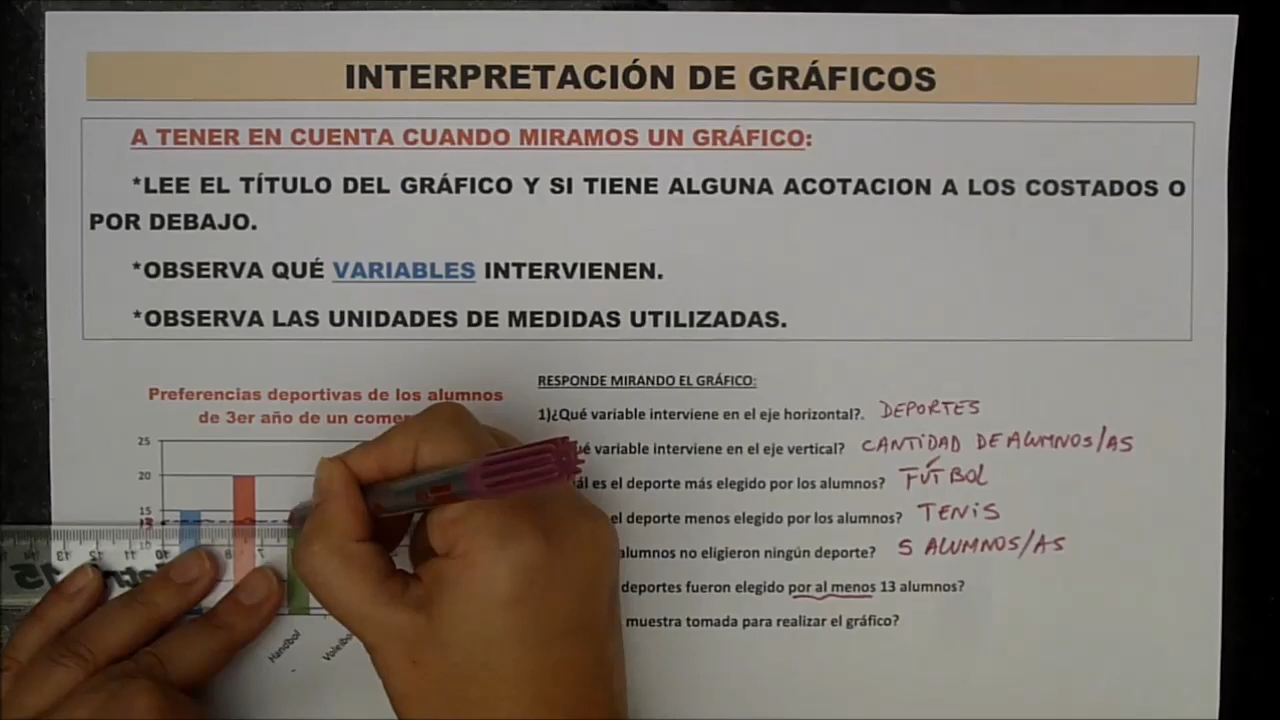 INTERPRETACIÓN DE GRÁFICOS
A TENER EN CUENTA CUANDO MIRAMOS UN GRÁFICO:
*LEE EL TÍTULO DEL GRÁFICO Y SI TIENE ALGUNA ACOTACION A LOS COSTADOS O
POR DEBAJO.
*OBSERVA QUÉ VARIABLES INTERVIENEN.
*OBSERVA LAS UNIDADES DE MEDIDAS UTILIZADAS.
Preferencias deportivas de los alumnos
de 3er año de un
25
20
15
13
10
Handbol
RESPONDE MIRANDO EL GRÁFICO:
1)¿Qué variable interviene en el eje horizontal?. DEPORTES
variable interviene en el eje vertical? CANTIDAD DE ALUMNOS/AS
es el deporte más elegido por los alumnos? FÚTBOL
el deporte menos elegido por los alumnos? TENIS
alumnos no eligieron ningún deporte? 5 ALUMNOS/AS
deportes fueron elegido por al menos 13 alumnos?
muestra tomada para realizar el gráfico?